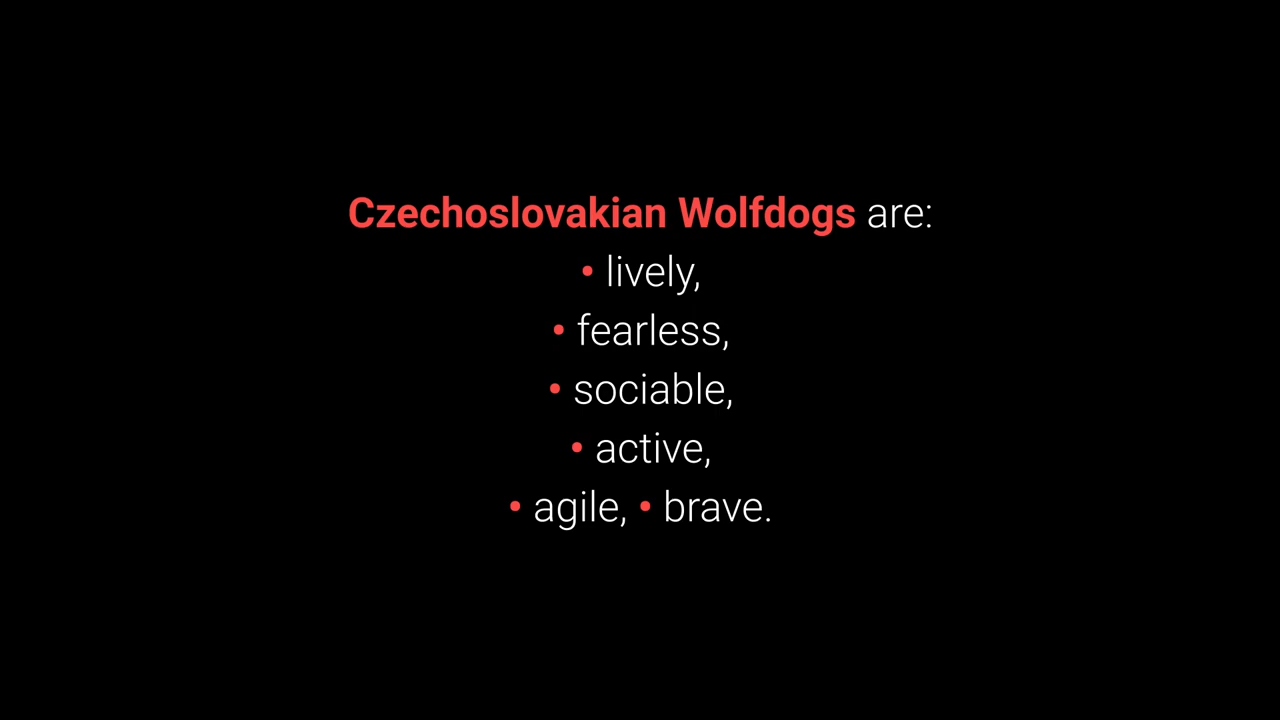 Czechoslovakian Wolfdogs are:
• lively,
• fearless,
• sociable,
• active,
• agile, • brave.